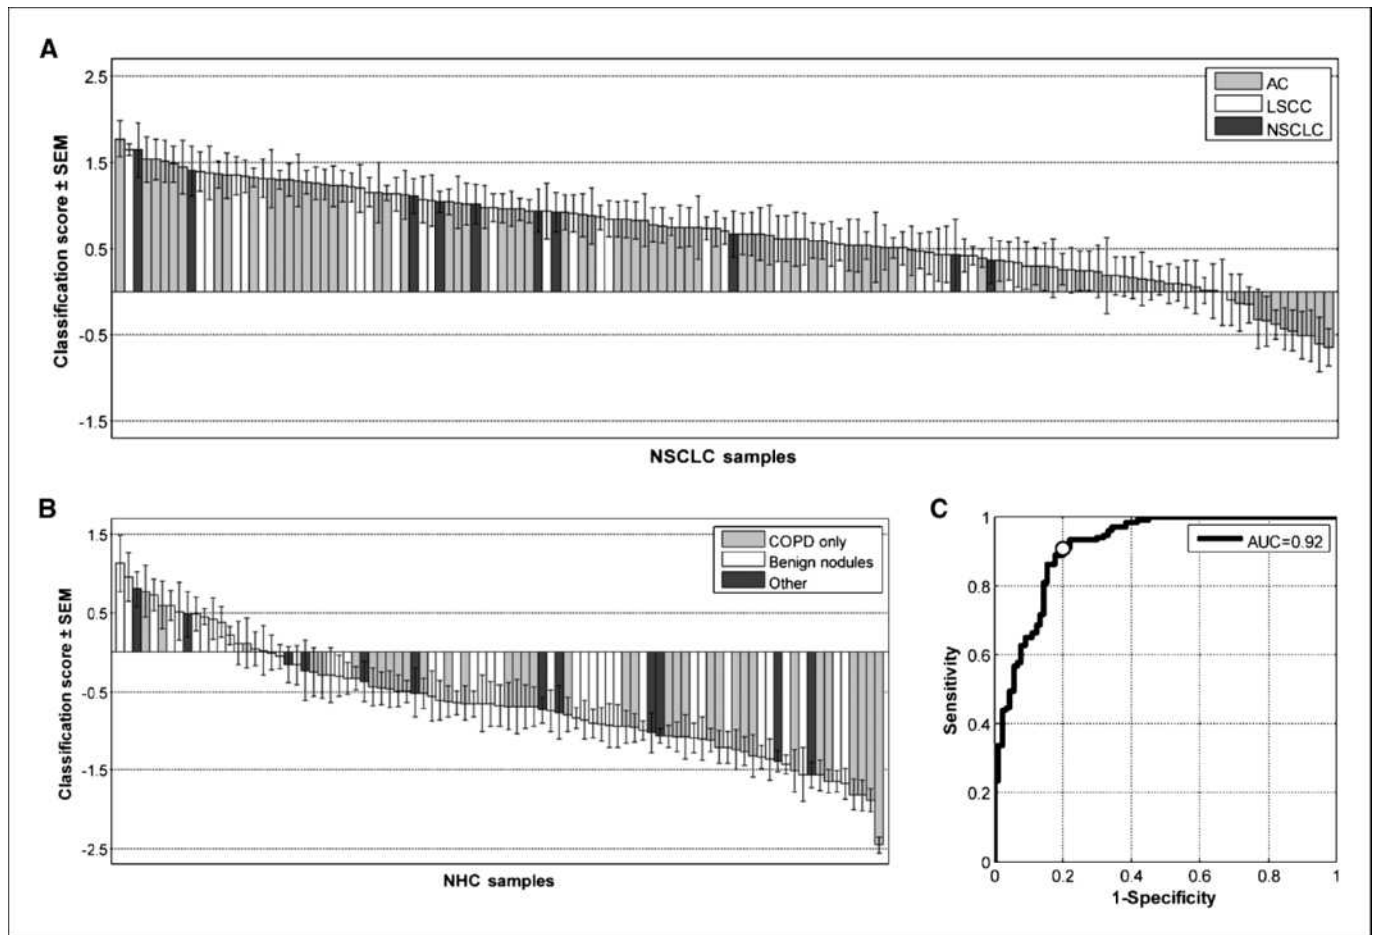 A
Classification score ± SEM
2.5
1.5
0.5
-0.5
-1.5
AC
LSCC
NSCLC
NSCLC samples
B
Classification score ± SEM
1.5
0.5
-0.5
-1.5
-2.5
COPD only
Benign nodules
Other
NHC samples
C
Sensitivity
1
0.8
0.6
0.4
0.2
0
AUC=0.92
0 0.2 0.4 0.6 0.8 1
1-Specificity